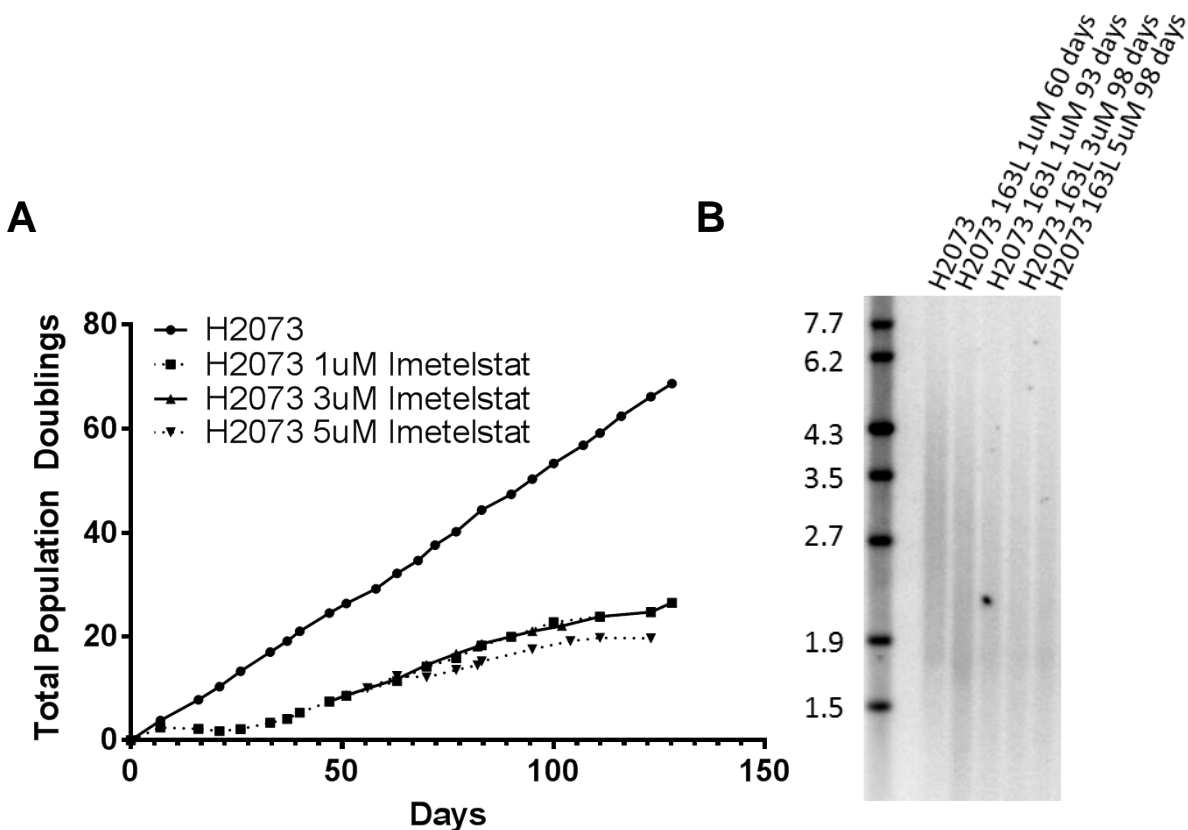 A
B
H2073
H2073 163L 1uM 60 days
H2073 163L 1uM 93 days
H2073 163L 3uM 98 days
H2073 163L 5uM 98 days
Total Population Doublings
80
60
40
20
0
H2073
H2073 1uM Imetelstat
H2073 3uM Imetelstat
H2073 5uM Imetelstat
0
50
100
150
Days
7.7
6.2
4.3
3.5
2.7
1.9
1.5